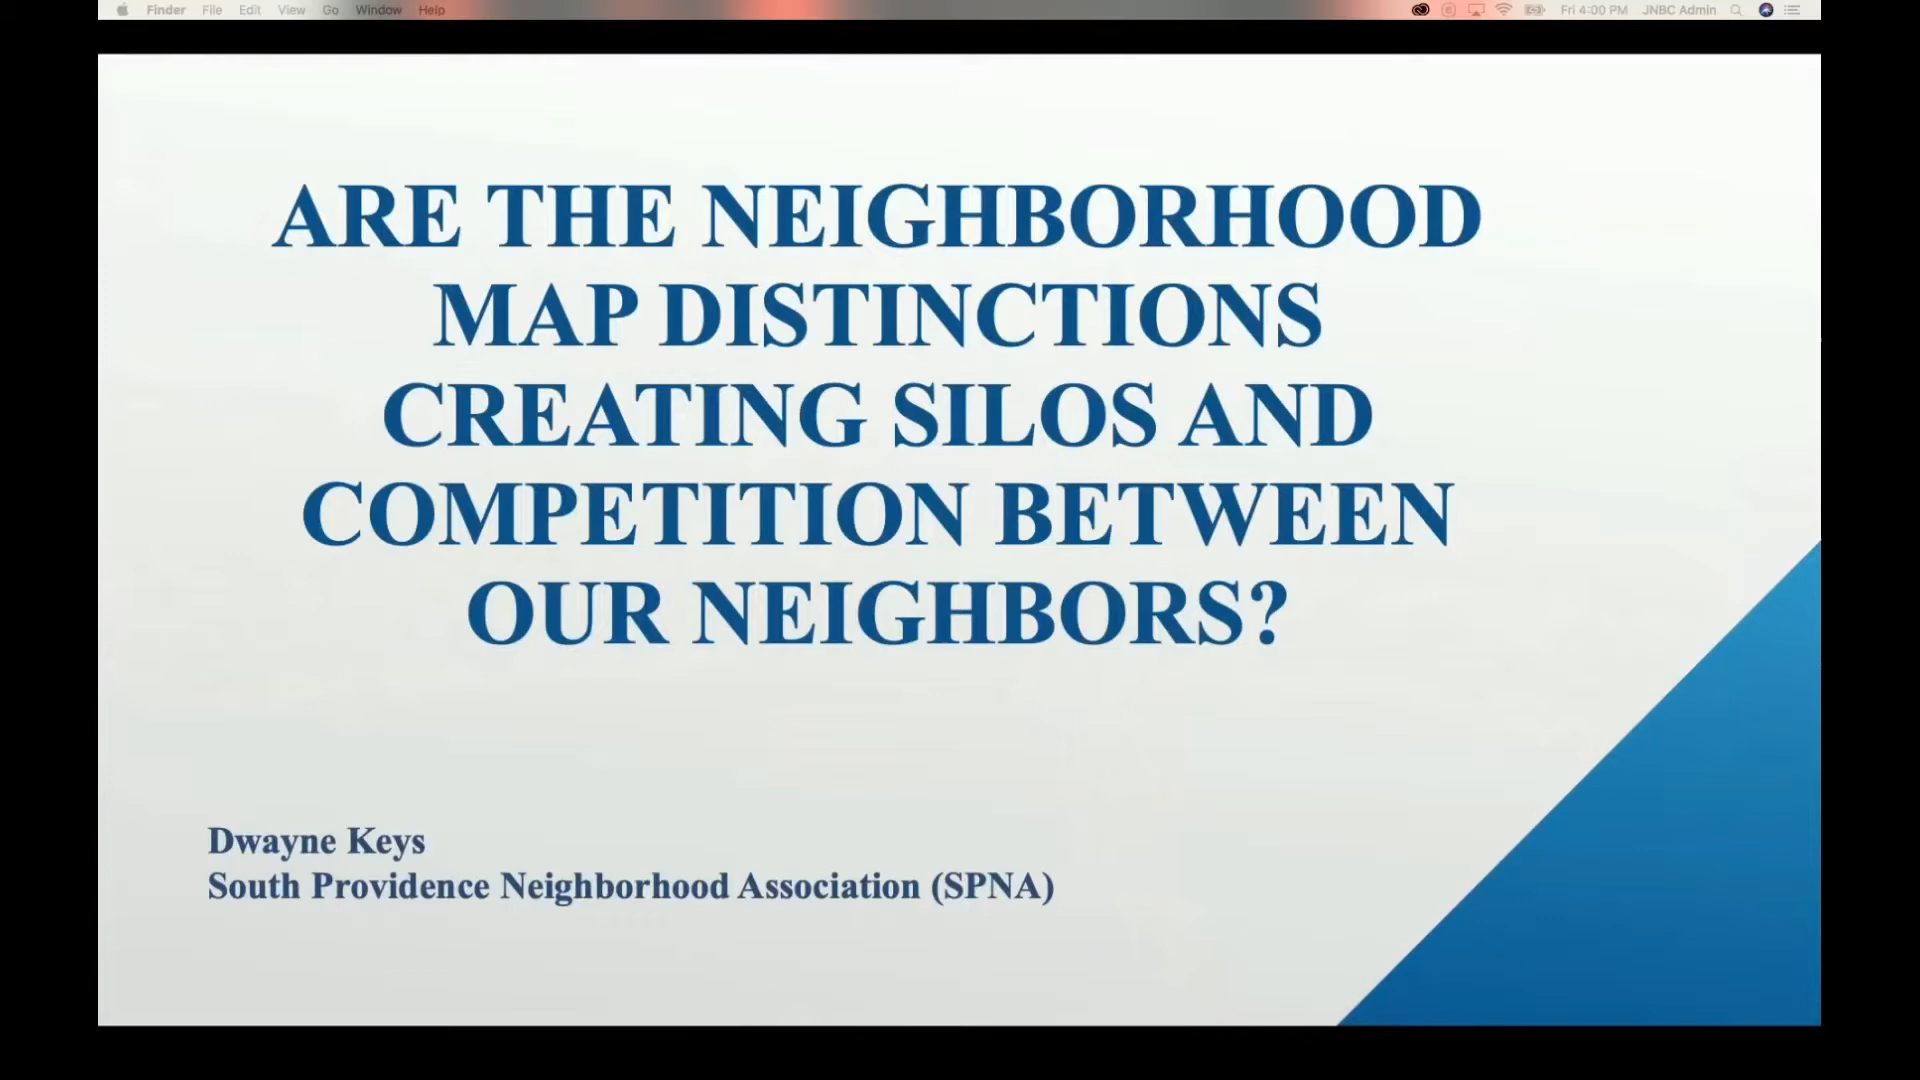 Finder File Edit View Go Window Help Fri 4:00 PM JNBC Admin
ARE THE NEIGHBORHOOD
MAP DISTINCTIONS
CREATING SILOS AND
COMPETITION BETWEEN
OUR NEIGHBORS?
Dwayne Keys
South Providence Neighborhood Association (SPNA)